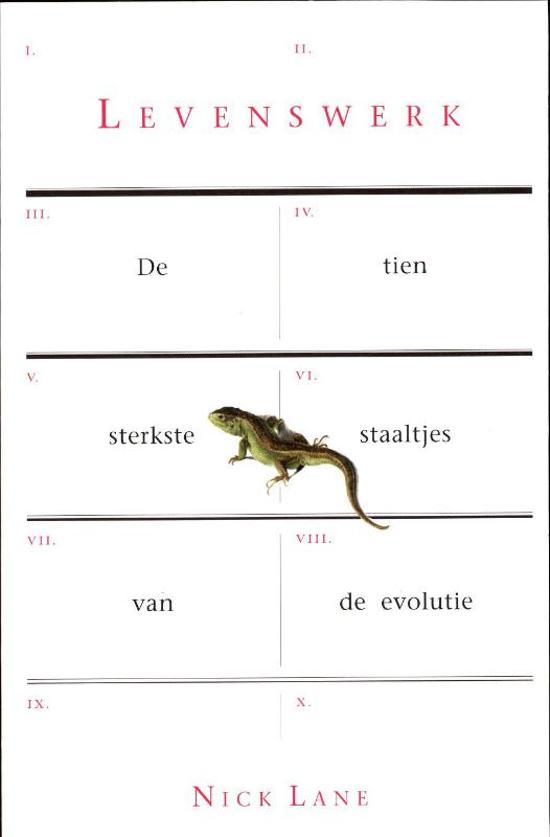 I. II.
LEVENSWERK
III. IV.
De tien
V. VI.
sterkste staaltjes
VII. VIII.
van de evolutie
IX. X.
NICK LANE